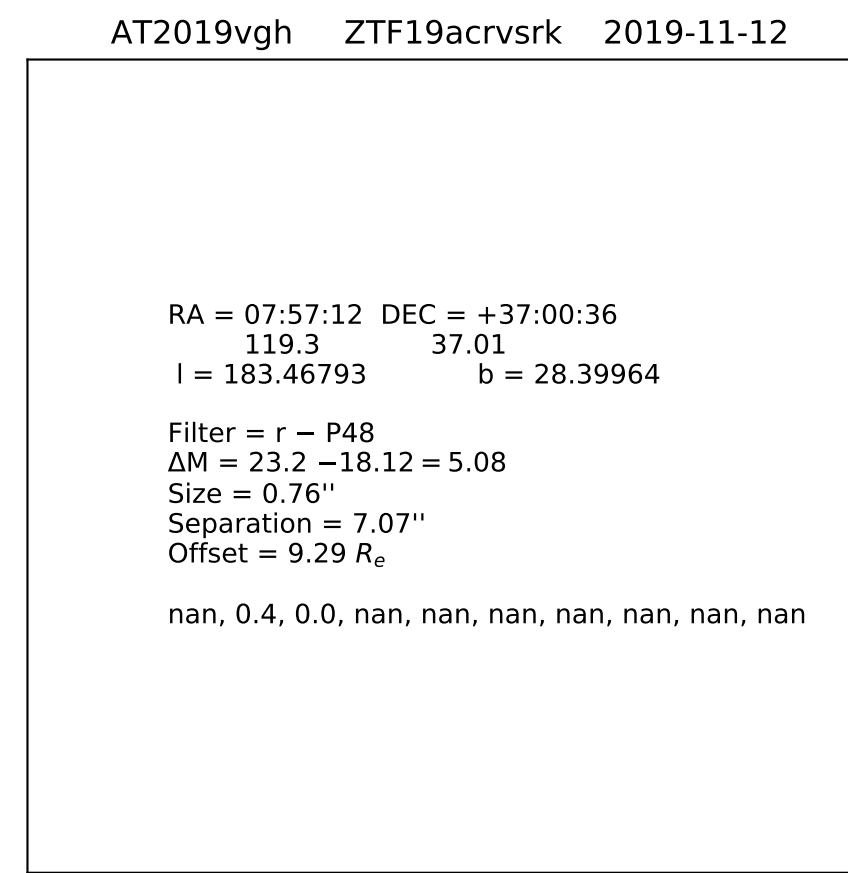 AT2019vgh ZTF19acrvsrk 2019-11-12
RA = 07:57:12 DEC = +37:00:36
119.3 37.01
l = 183.46793 b = 28.39964
Filter = r − P48
ΔM = 23.2 −18.12 = 5.08
Size = 0.76''
Separation = 7.07''
Offset = 9.29 Re
nan, 0.4, 0.0, nan, nan, nan, nan, nan, nan, nan